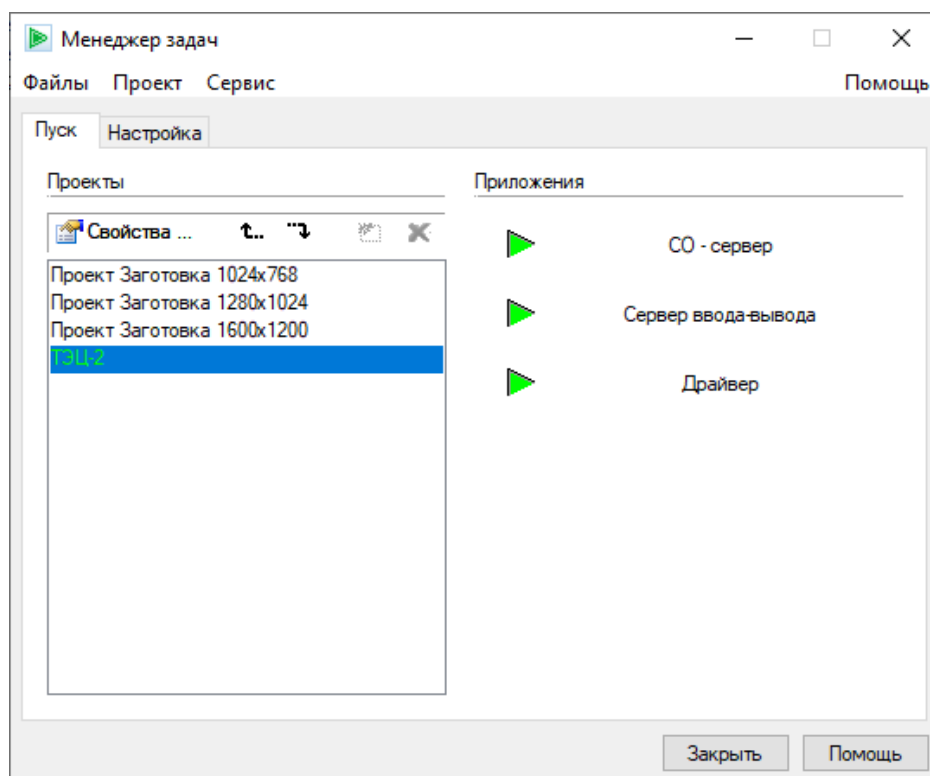 Менеджер задач
Файлы Проект Сервис Помощь
Пуск Настройка
Проекты
Свойства ...
Проект Заготовка 1024x768
Проект Заготовка 1280x1024
Проект Заготовка 1600x1200
ТЭЦ-2
Приложения
СО - сервер
Сервер ввода-вывода
Драйвер
Закрыть Помощь